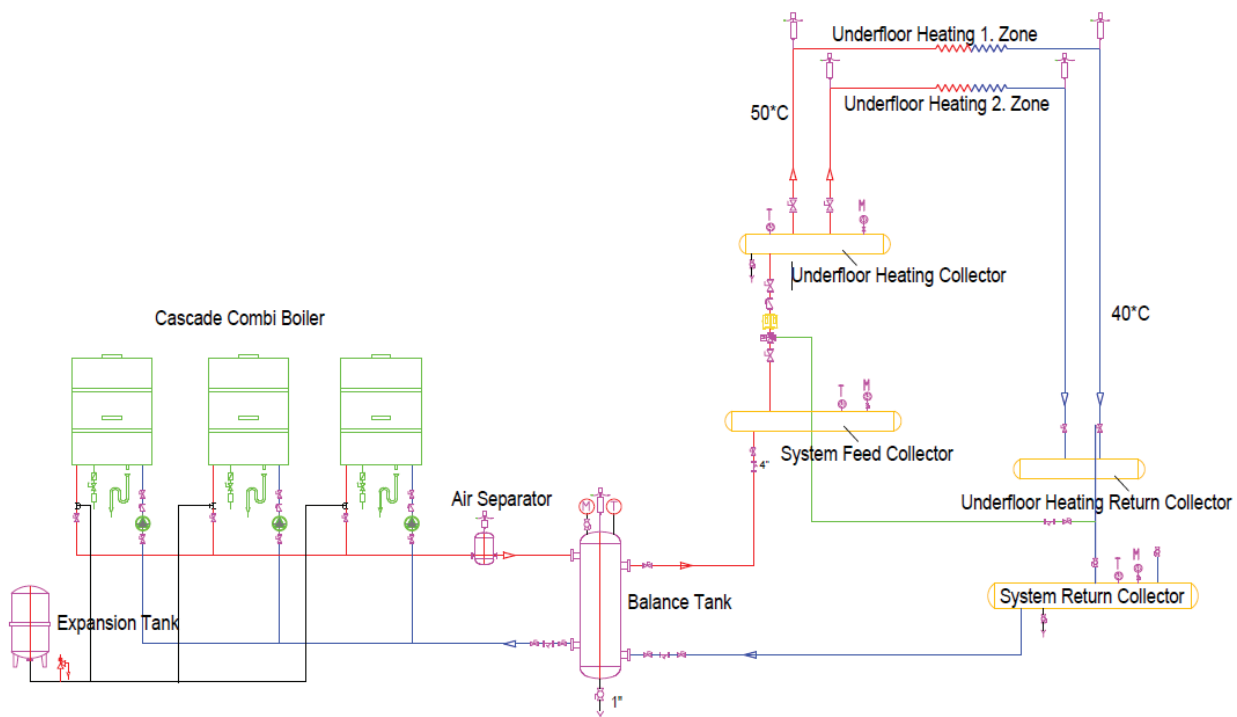 Underfloor Heating 1. Zone
Underfloor Heating 2. Zone
50*C
T
M
Underfloor Heating Collector
40*C
Cascade Combi Boiler
T
M
System Feed Collector
4"
Underfloor Heating Return Collector
Air Separator
M
T
T
M
System Return Collector
Balance Tank
Expansion Tank
1"